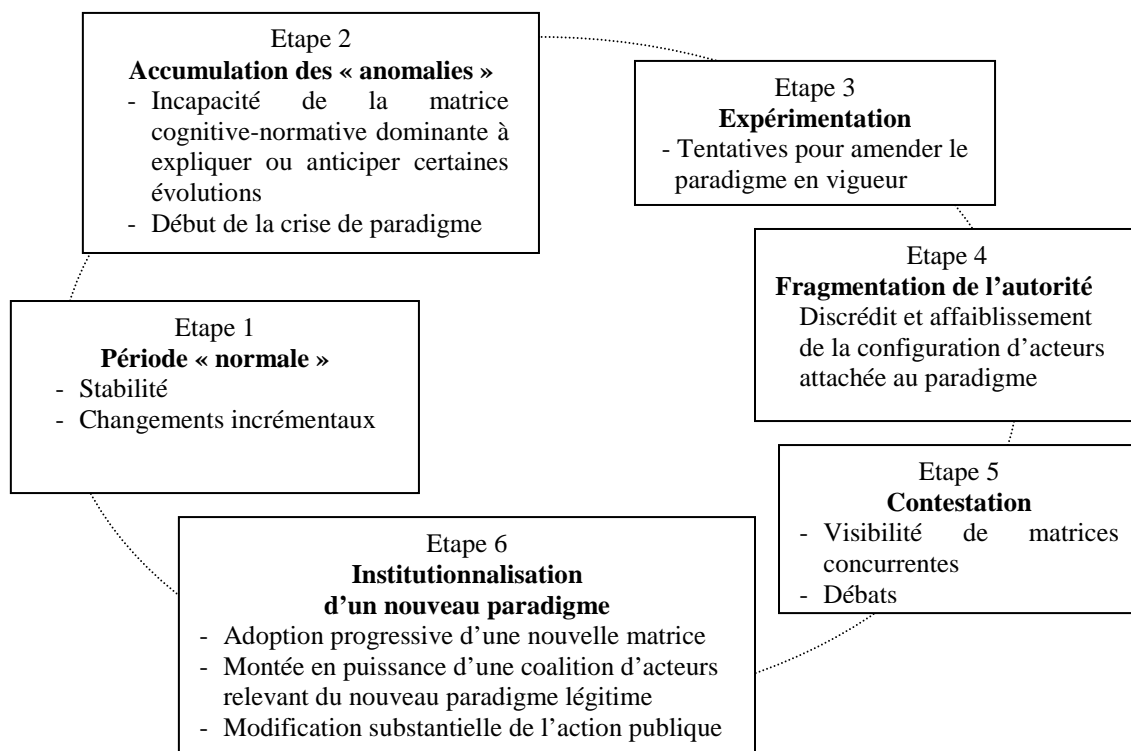 Etape 1
Période « normale »
- Stabilité
- Changements incrémentaux
Etape 2
Accumulation des « anomalies »
- Incapacité de la matrice
cognitive-normative dominante à
expliquer ou anticiper certaines
évolutions
- Début de la crise de paradigme
Etape 3
Expérimentation
- Tentatives pour amender le
paradigme en vigueur
Etape 4
Fragmentation de l’autorité
Discrédit et affaiblissement
de la configuration d’acteurs
attachée au paradigme
Etape 5
Contestation
- Visibilité de matrices
concurrentes
- Débats
Etape 6
Institutionnalisation
d’un nouveau paradigme
- Adoption progressive d’une nouvelle matrice
- Montée en puissance d’une coalition d’acteurs
relevant du nouveau paradigme légitime
- Modification substantielle de l’action publique